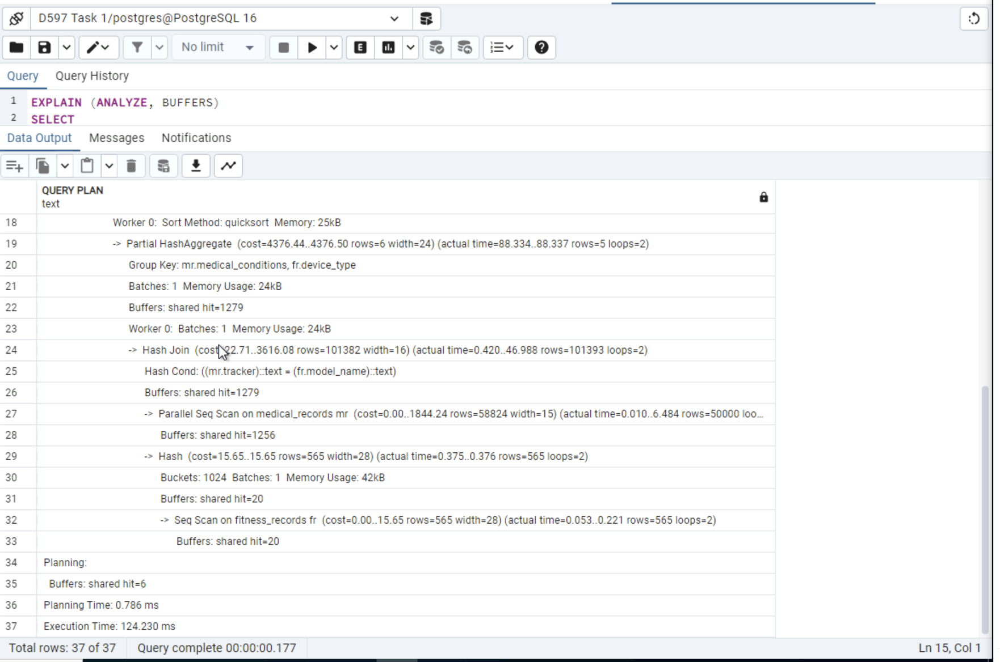 D597 Task 1/postgres@PostgreSQL 16
No limit
E
Query Query History
1 EXPLAIN (ANALYZE, BUFFERS)
2 SELECT
Data Output Messages Notifications
QUERY PLAN
text
18 Worker 0: Sort Method: quicksort Memory: 25kB
19 -> Partial HashAggregate (cost=4376.44..4376.50 rows=6 width=24) (actual time=88.334..88.337 rows=5 loops=2)
20 Group Key: mr.medical_conditions, fr.device_type
21 Batches: 1 Memory Usage: 24kB
22 Buffers: shared hit=1279
23 Worker 0: Batches: 1 Memory Usage: 24kB
24 -> Hash Join (cost 22.71..3616.08 rows=101382 width=16) (actual time=0.420..46.988 rows=101393 loops=2)
25 Hash Cond: ((mr.tracker)::text = (fr.model_name)::text)
26 Buffers: shared hit=1279
27 -> Parallel Seq Scan on medical_records mr (cost=0.00..1844.24 rows=58824 width=15) (actual time=0.010..6.484 rows=50000 loo...
28 Buffers: shared hit=1256
29 -> Hash (cost=15.65..15.65 rows=565 width=28) (actual time=0.375..0.376 rows=565 loops=2)
30 Buckets: 1024 Batches: 1 Memory Usage: 42kB
31 Buffers: shared hit=20
32 -> Seq Scan on fitness_records fr (cost=0.00..15.65 rows=565 width=28) (actual time=0.053..0.221 rows=565 loops=2)
33 Buffers: shared hit=20
34 Planning:
35 Buffers: shared hit=6
36 Planning Time: 0.786 ms
37 Execution Time: 124.230 ms
Total rows: 37 of 37 Query complete 00:00:00.177 Ln 15, Col 1